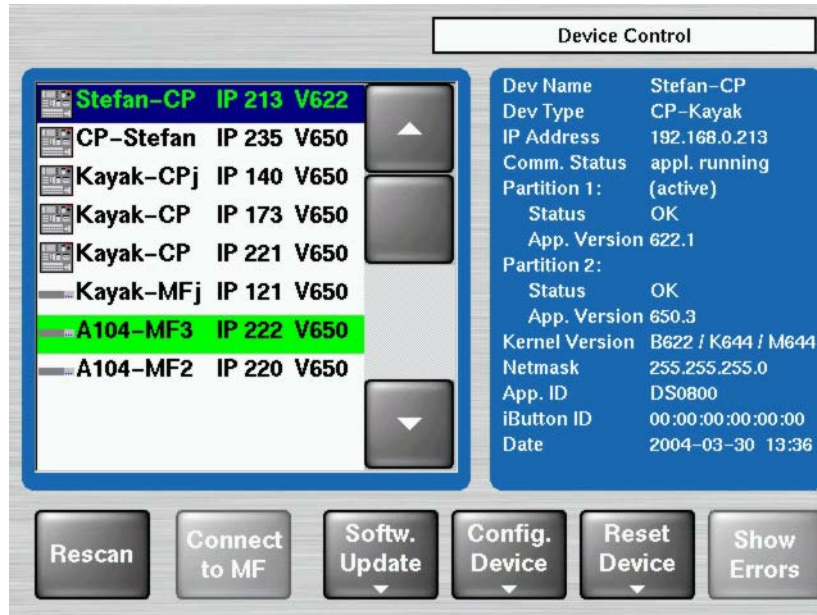 Device Control
Stefan-CP IP 213 V622
CP-Stefan IP 235 V650
Kayak-CPj IP 140 V650
Kayak-CP IP 173 V650
Kayak-CP IP 221 V650
Kayak-MFj IP 121 V650
A104-MF3 IP 222 V650
A104-MF2 IP 220 V650
Dev Name Stefan-CP
Dev Type CP-Kayak
IP Address 192.168.0.213
Comm. Status appl. running
Partition 1: (active)
Status OK
App. Version 622.1
Partition 2:
Status OK
App. Version 650.3
Kernel Version B622 / K644 / M644
Netmask 255.255.255.0
App. ID DS0800
iButton ID 00:00:00:00:00:00
Date 2004-03-30 13:36
Rescan
Connect
to MF
Softw.
Update
Config.
Device
Reset
Device
Show
Errors